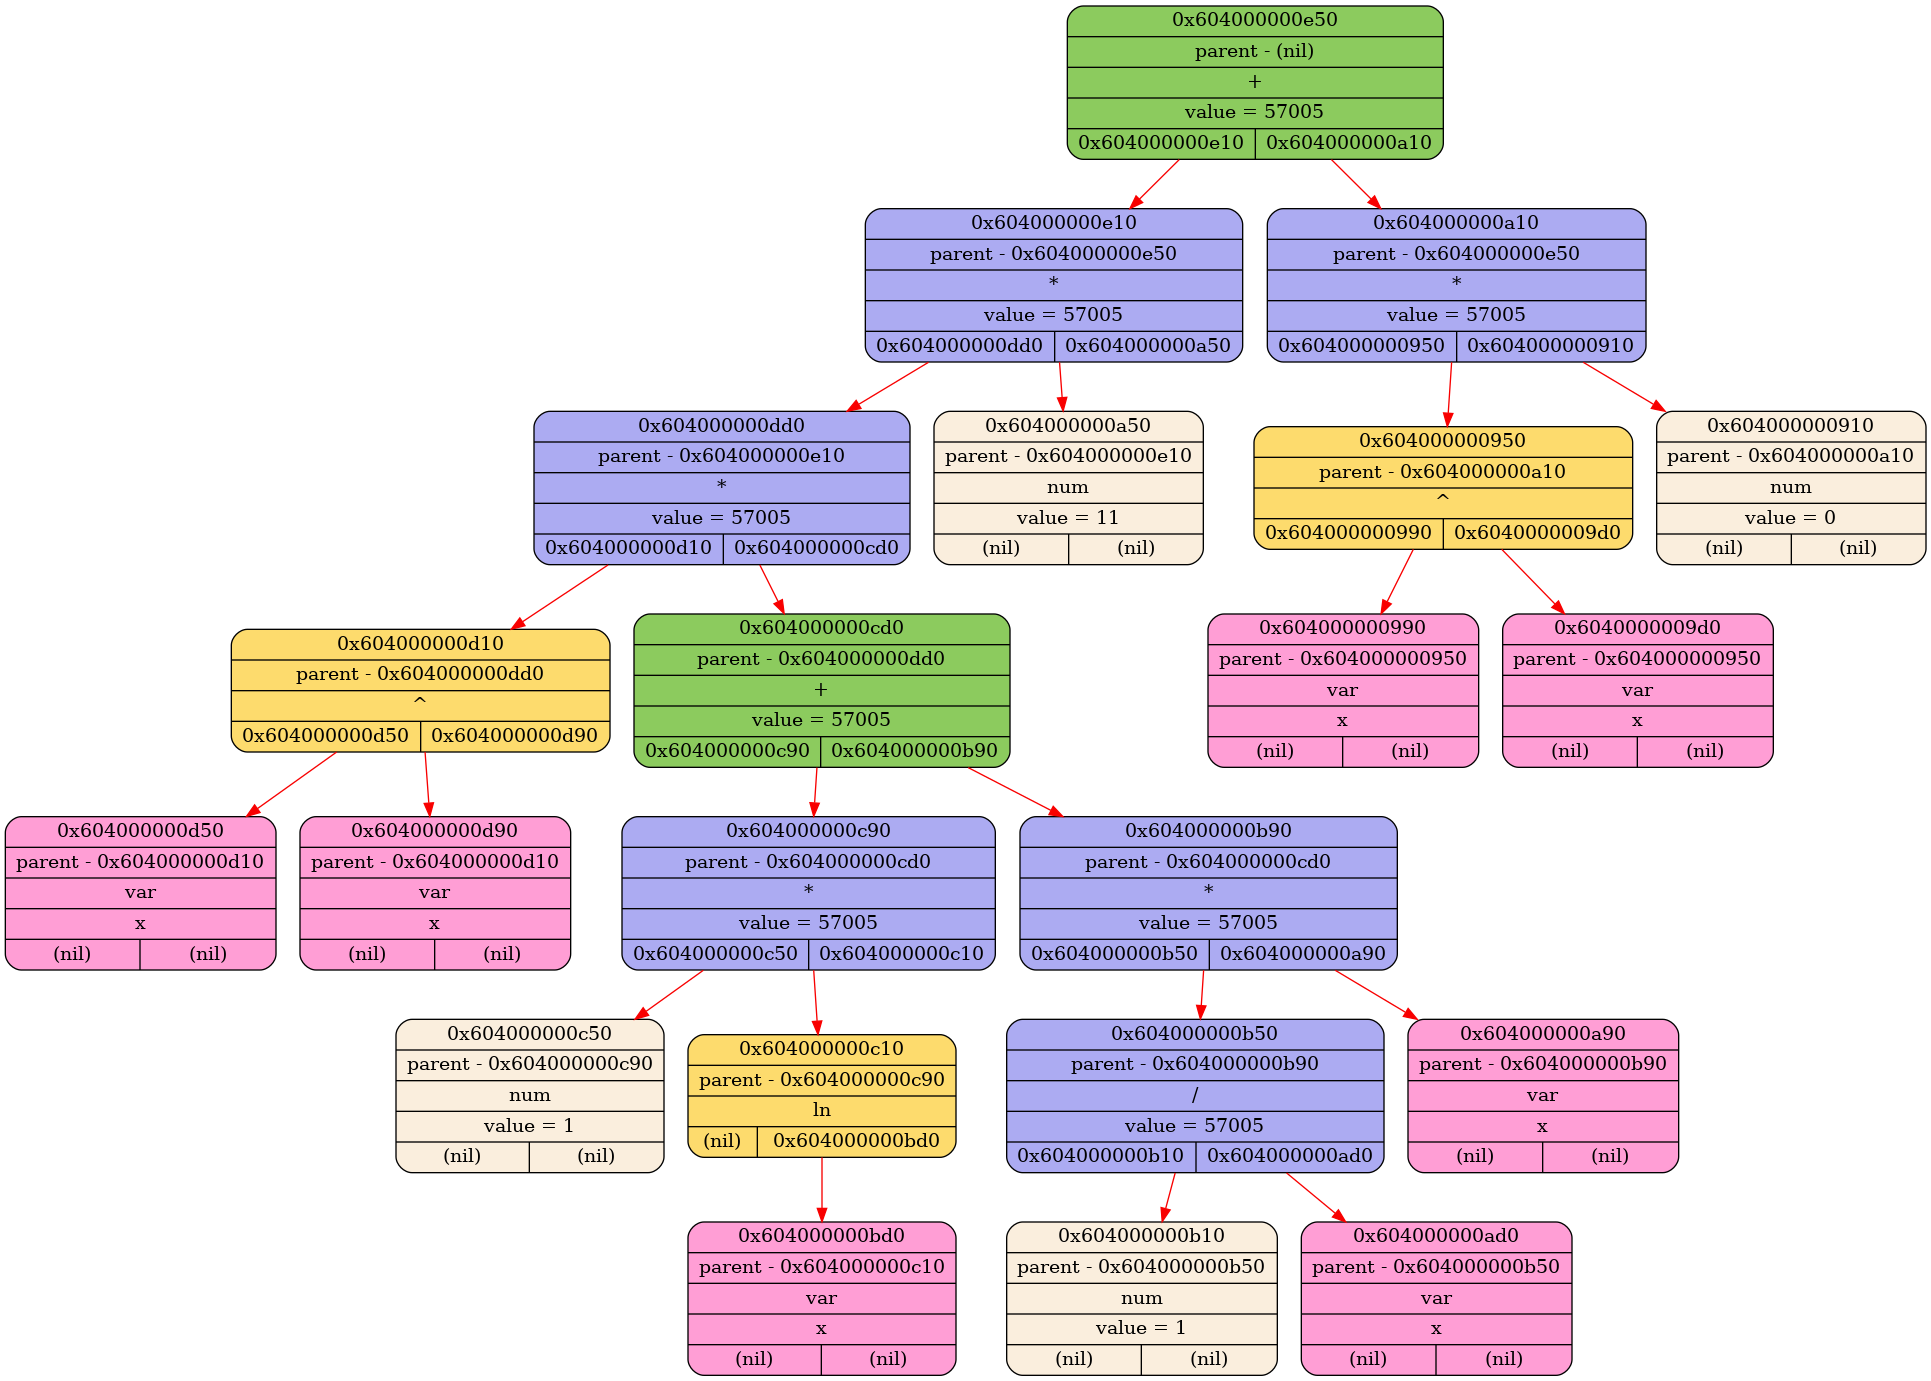 0x604000000e50
parent - (nil)
+
value = 57005
0x604000000e10 0x604000000a10
0x604000000e10
parent - 0x604000000e50
*
value = 57005
0x604000000dd0 0x604000000a50
0x604000000a10
parent - 0x604000000e50
*
value = 57005
0x604000000950 0x604000000910
0x604000000dd0
parent - 0x604000000e10
*
value = 57005
0x604000000d10 0x604000000cd0
0x604000000a50
parent - 0x604000000e10
num
value = 11
(nil) (nil)
0x604000000950
parent - 0x604000000a10
^
0x604000000990 0x6040000009d0
0x604000000910
parent - 0x604000000a10
num
value = 0
(nil) (nil)
0x604000000d10
parent - 0x604000000dd0
^
0x604000000d50 0x604000000d90
0x604000000cd0
parent - 0x604000000dd0
+
value = 57005
0x604000000c90 0x604000000b90
0x604000000990
parent - 0x604000000950
var
x
(nil) (nil)
0x6040000009d0
parent - 0x604000000950
var
x
(nil) (nil)
0x604000000d50
parent - 0x604000000d10
var
x
(nil) (nil)
0x604000000d90
parent - 0x604000000d10
var
x
(nil) (nil)
0x604000000c90
parent - 0x604000000cd0
*
value = 57005
0x604000000c50 0x604000000c10
0x604000000b90
parent - 0x604000000cd0
*
value = 57005
0x604000000b50 0x604000000a90
0x604000000c50
parent - 0x604000000c90
num
value = 1
(nil) (nil)
0x604000000c10
parent - 0x604000000c90
ln
(nil) 0x604000000bd0
0x604000000b50
parent - 0x604000000b90
/
value = 57005
0x604000000b10 0x604000000ad0
0x604000000a90
parent - 0x604000000b90
var
x
(nil) (nil)
0x604000000bd0
parent - 0x604000000c10
var
x
(nil) (nil)
0x604000000b10
parent - 0x604000000b50
num
value = 1
(nil) (nil)
0x604000000ad0
parent - 0x604000000b50
var
x
(nil) (nil)